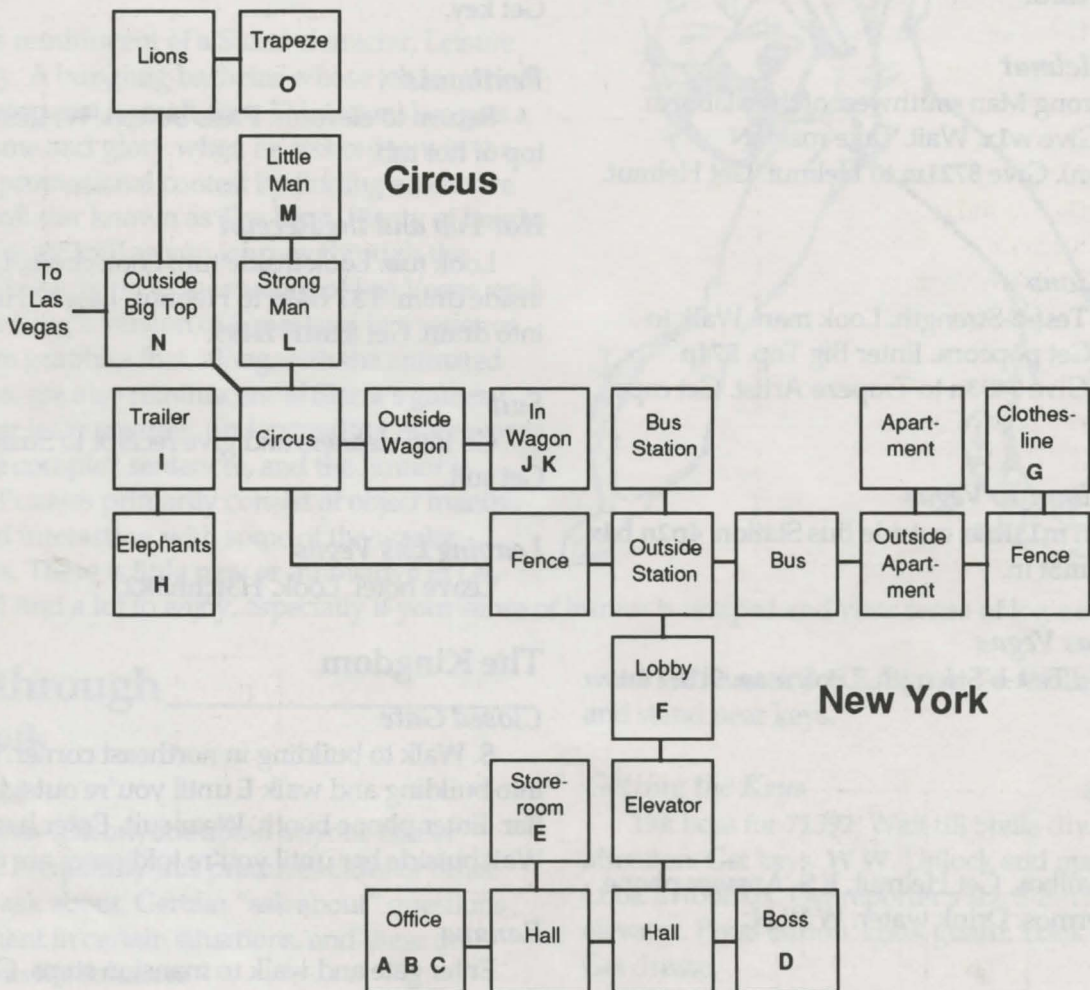 Lions
Trapeze
O
Little
Man
M
Circus
To
Las
Vegas
Outside
Big Top
N
Strong
Man
L
Trailer
I
Circus
Outside
Wagon
In
Wagon
J K
Bus
Station
Apart-
ment
Clothes-
line
G
Elephants
H
Fence
Outside
Station
Bus
Outside
Apart-
ment
Fence
Lobby
F
New York
Store-
room
E
Elevator
Office
A B C
Hall
Hall
Boss
D